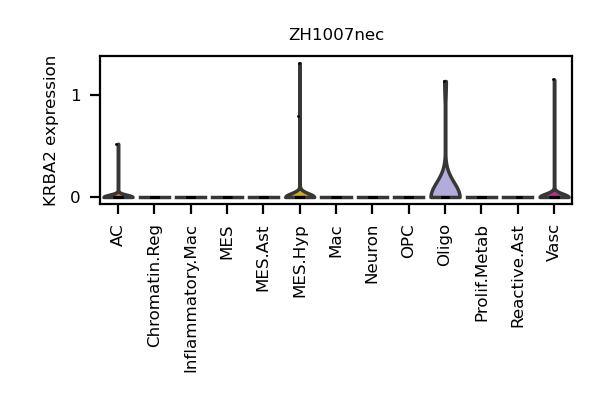 ZH1007nec
KRBA2 expression
1
0
AC
Chromatin.Reg
Inflammatory.Mac
MES
MES.Ast
MES.Hyp
Mac
Neuron
OPC
Oligo
Prolif.Metab
Reactive.Ast
Vasc